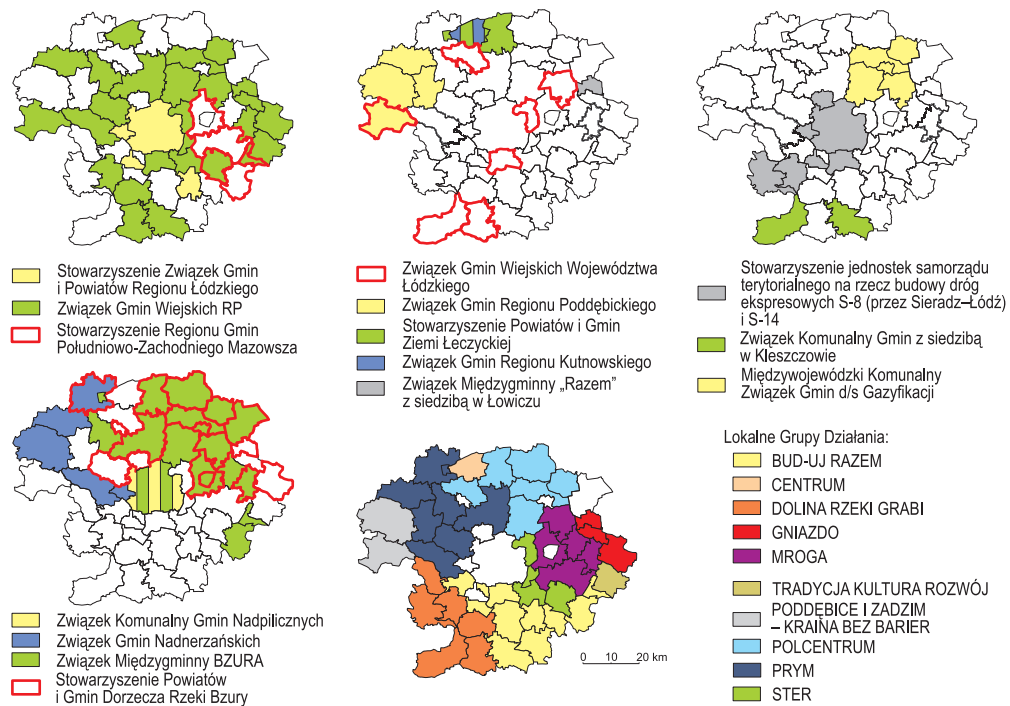 Stowarzyszenie Związek Gmin
i Powiatów Regionu Łódzkiego
Związek Gmin Wiejskich RP
Stowarzyszenie Regionu Gmin
Południowo-Zachodniego Mazowsza
Związek Gmin Wiejskich Województwa
Łódzkiego
Związek Gmin Regionu Poddębickiego
Stowarzyszenie Powiatów i Gmin
Ziemi Łeczyckiej
Związek Gmin Regionu Kutnowskiego
Związek Międzygminny „Razem”
z siedzibą w Łowiczu
Stowarzyszenie jednostek samorządu
terytorialnego na rzecz budowy dróg
ekspresowych S-8 (przez Sieradz–Łódź)
i S-14
Związek Komunalny Gmin z siedzibą
w Kleszczowie
Międzywojewódzki Komunalny
Związek Gmin d/s Gazyfikacji
Związek Komunalny Gmin Nadpilicznych
Związek Gmin Nadnerzańskich
Związek Międzygminny BZURA
Stowarzyszenie Powiatów
i Gmin Dorzecza Rzeki Bzury
0 10 20 km
Lokalne Grupy Działania:
BUD-UJ RAZEM
CENTRUM
DOLINA RZEKI GRABI
GNIAZDO
MROGA
TRADYCJA KULTURA ROZWÓJ
PODDĘBICE I ZADZIM
– KRAINA BEZ BARIER
POLCENTRUM
PRYM
STER